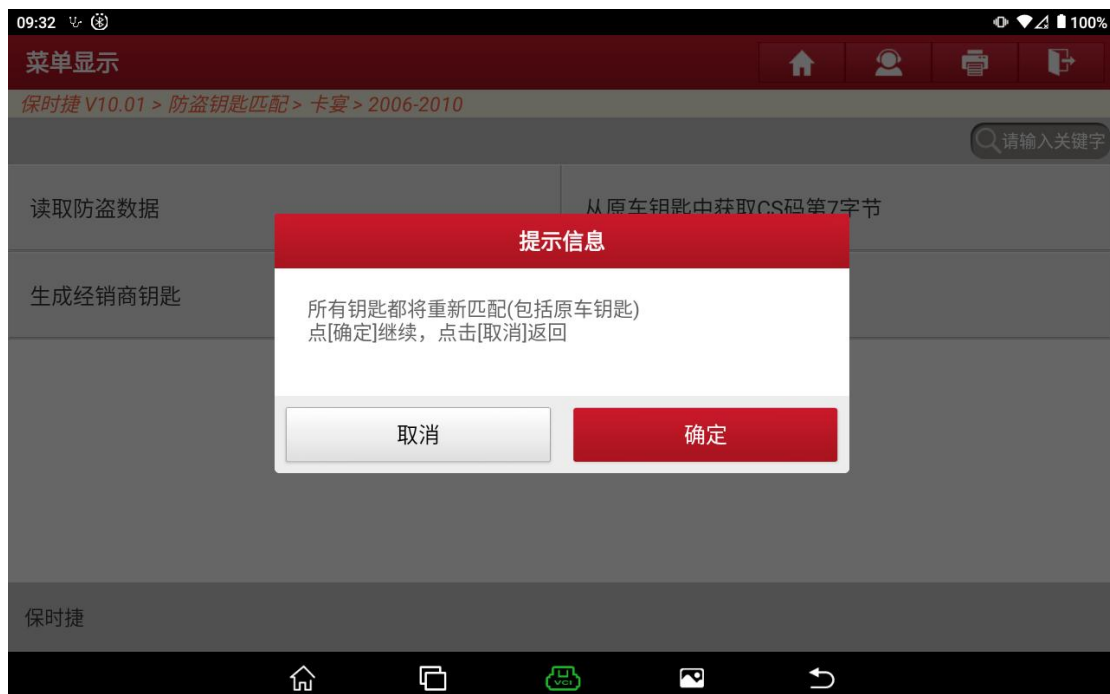 09:32
100%
菜单显示
保时捷 V10.01 > 防盗钥匙匹配 > 卡宴 > 2006-2010
请输入关键字
读取防盗数据
从原车钥匙中获取CS码第7字节
生成经销商钥匙
提示信息
所有钥匙都将重新匹配(包括原车钥匙)
点[确定]继续，点击[取消]返回
取消
确定
保时捷
VCI